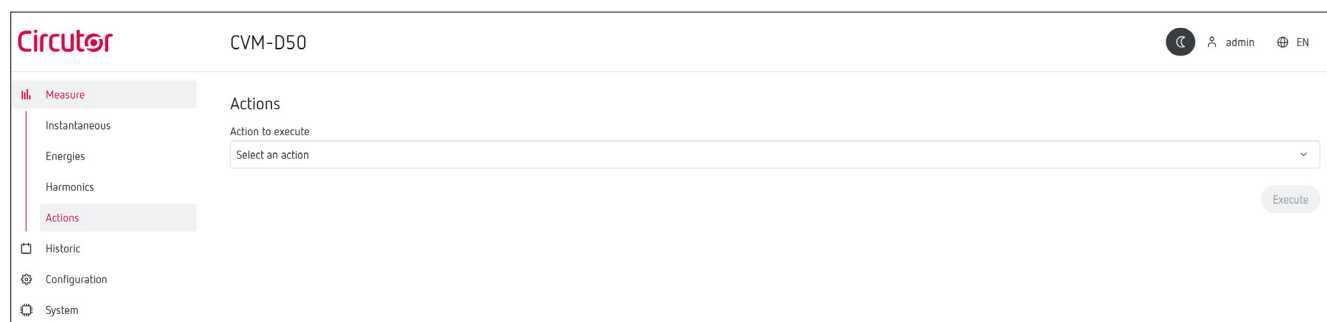 Circutor
CVM-D50
admin
EN
Measure
Instantaneous
Energies
Harmonics
Actions
Historic
Configuration
System
Actions
Action to execute
Select an action
Execute